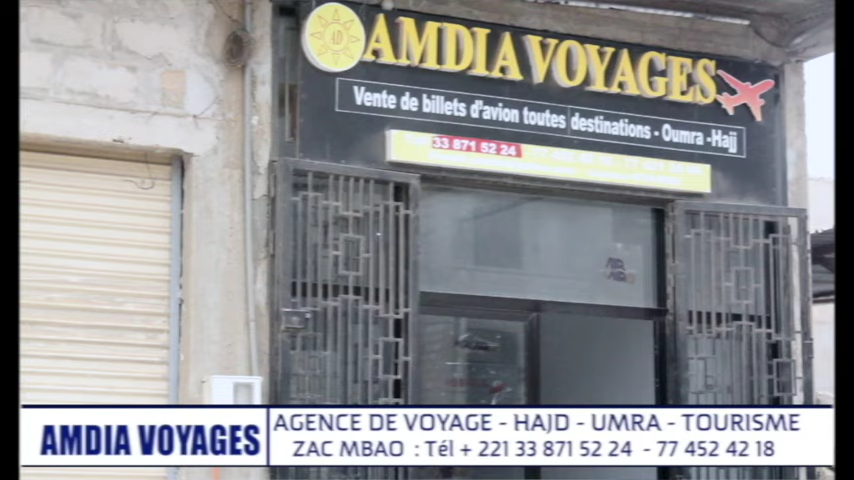 AD
AMDIA VOYAGES
Vente de billets d'avion toutes destinations - Oumra -Hajj
33 871 52 24
AMDIA VOYAGES
AGENCE DE VOYAGE - HAJD - UMRA - TOURISME
ZAC MBAO : Tél + 221 33 871 52 24 - 77 452 42 18